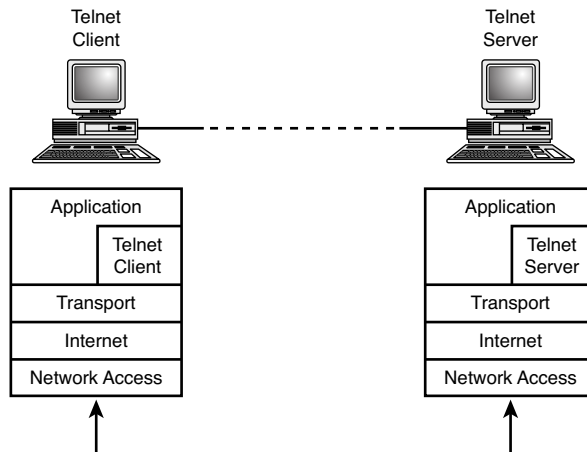 Telnet
Client
Telnet
Server
Application
Telnet
Client
Transport
Internet
Network Access
Application
Telnet
Server
Transport
Internet
Network Access